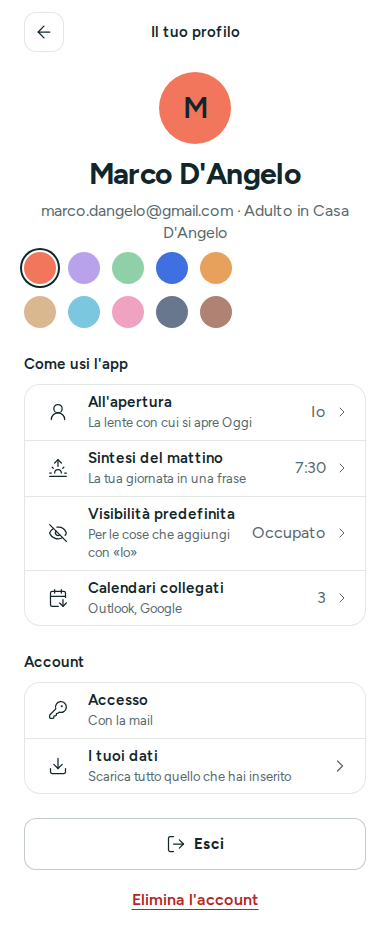 Il tuo profilo
M
Marco D'Angelo
marco.dangelo@gmail.com · Adulto in Casa
D'Angelo
Come usi l'app
All'apertura
La lente con cui si apre Oggi
Io
Sintesi del mattino
La tua giornata in una frase
7:30
Visibilità predefinita
Per le cose che aggiungi
con «Io»
Occupato
Calendari collegati
Outlook, Google
3
Account
Accesso
Con la mail
I tuoi dati
Scarica tutto quello che hai inserito
Esci
Elimina l'account